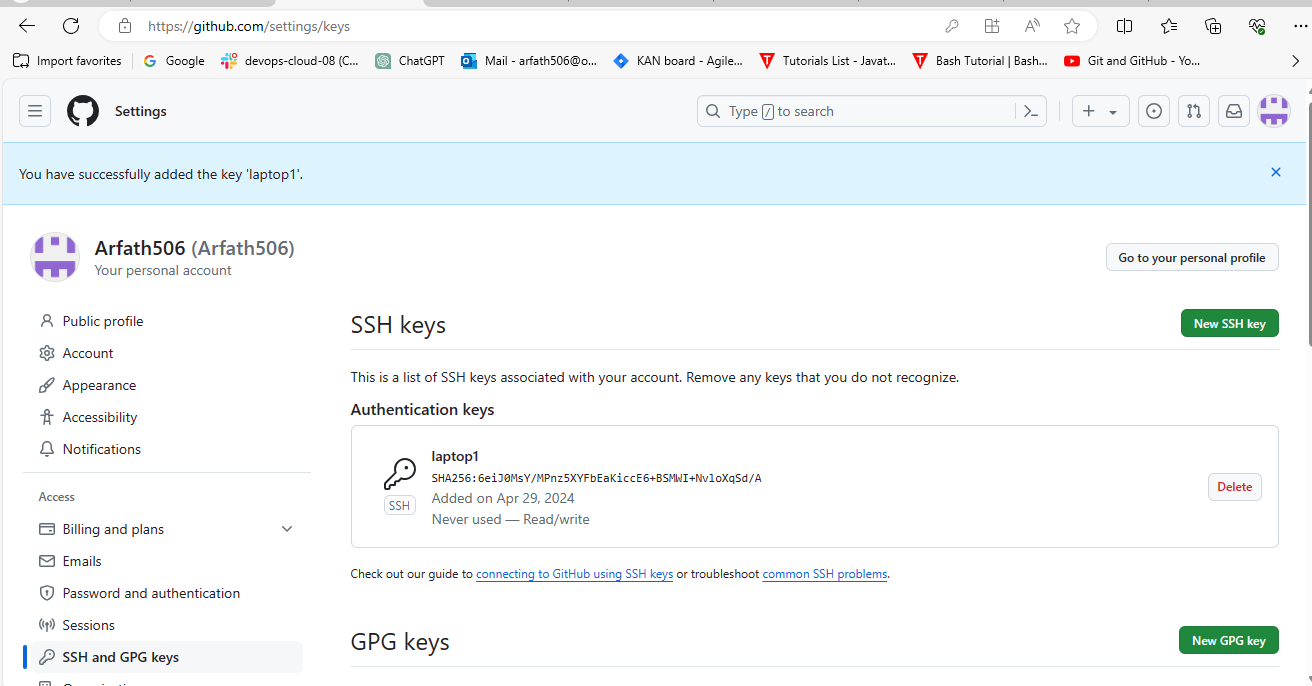 https://github.com/settings/keys
Import favorites
Google
devops-cloud-08 (C...
ChatGPT
Mail - arfath506@o...
KAN board - Agile...
Tutorials List - Javat...
Bash Tutorial | Bash...
Git and GitHub - Yo...
Settings
Type / to search
You have successfully added the key 'laptop1'.
Arfath506 (Arfath506)
Your personal account
Go to your personal profile
Public profile
Account
Appearance
Accessibility
Notifications
Access
Billing and plans
Emails
Password and authentication
Sessions
SSH and GPG keys
SSH keys
New SSH key
This is a list of SSH keys associated with your account. Remove any keys that you do not recognize.
Authentication keys
laptop1
SHA256:6eiJ0MsY/MPnz5XYFbEaKiccE6+BSMWI+NvloXqSd/A
SSH
Added on Apr 29, 2024
Never used — Read/write
Delete
Check out our guide to connecting to GitHub using SSH keys or troubleshoot common SSH problems.
GPG keys
New GPG key